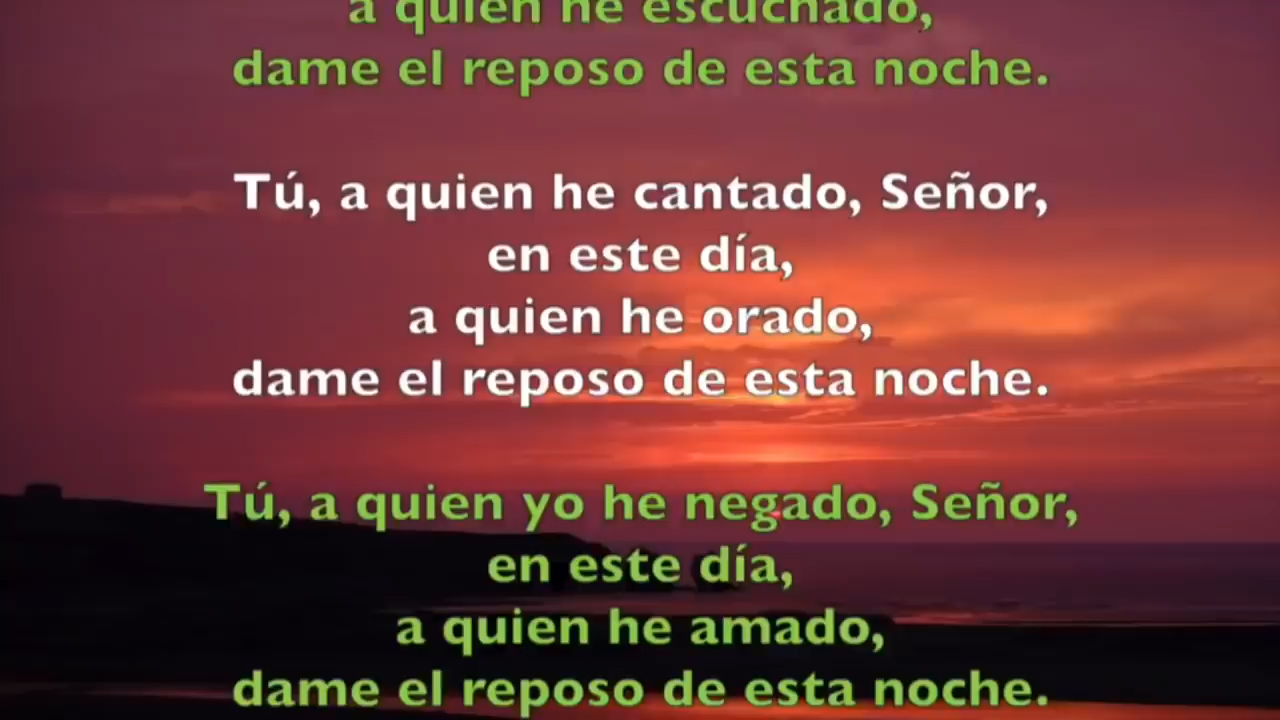 a quien he escuchado,
dame el reposo de esta noche.
Tú, a quien he cantado, Señor,
en este día,
a quien he orado,
dame el reposo de esta noche.
Tú, a quien yo he negado, Señor,
en este día,
a quien he amado,
dame el reposo de esta noche.